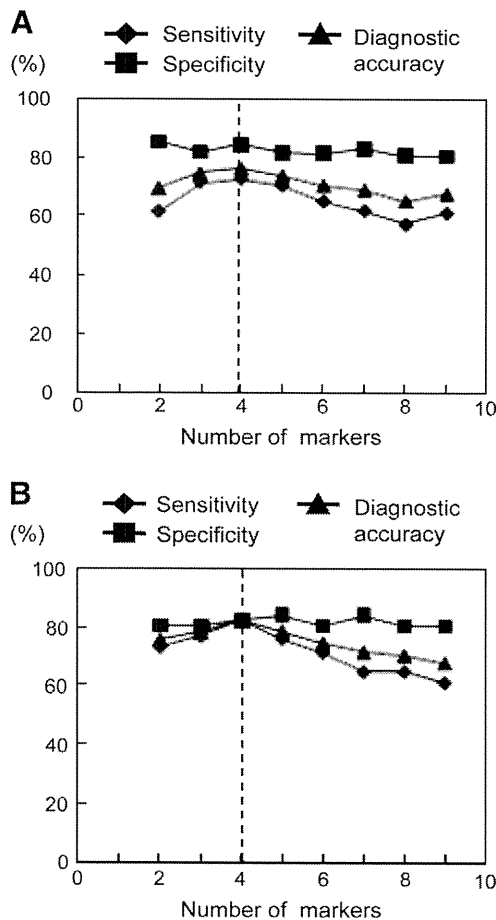 A
Sensitivity
Diagnostic
accuracy
(%)
Specificity
100
80
60
40
20
0
0 2 4 6 8 10
Number of markers
B
Sensitivity
Diagnostic
accuracy
(%)
Specificity
100
80
60
40
20
0
0 2 4 6 8 10
Number of markers